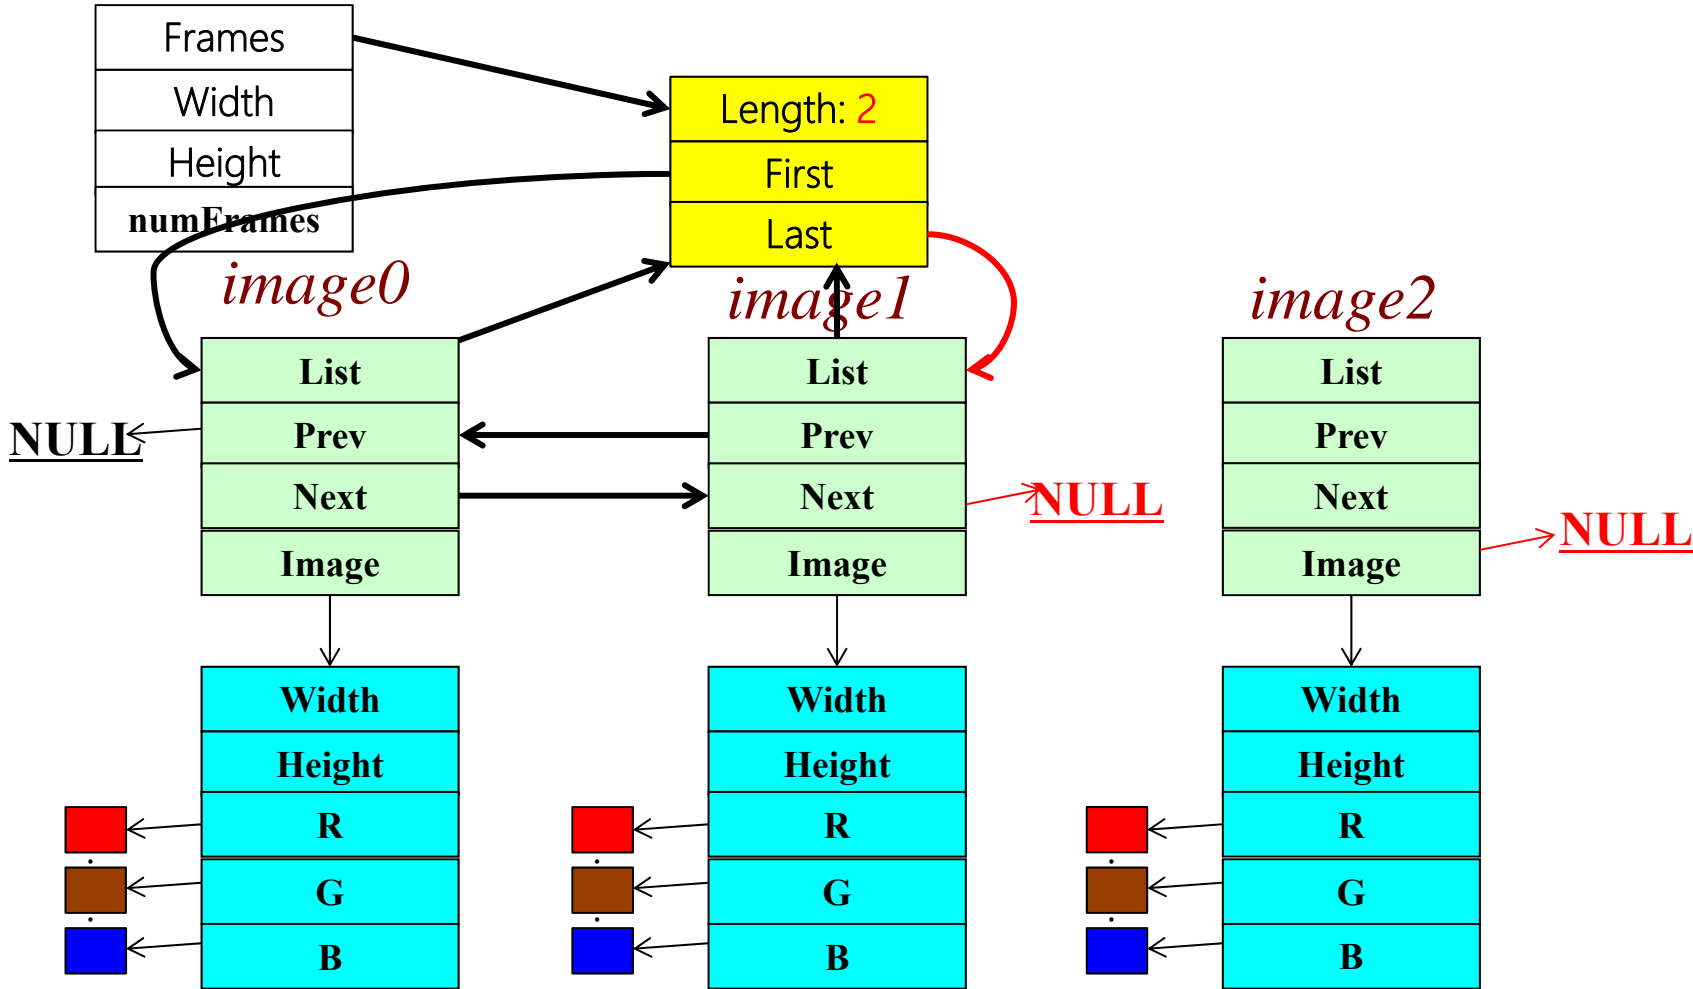 Frames
Width
Height
numFrames
Length: 2
First
Last
image0
image1
image2
List
Prev
Next
Image
NULL
List
Prev
Next
Image
NULL
List
Prev
Next
Image
NULL
Width
Height
R
G
B
Width
Height
R
G
B
Width
Height
R
G
B